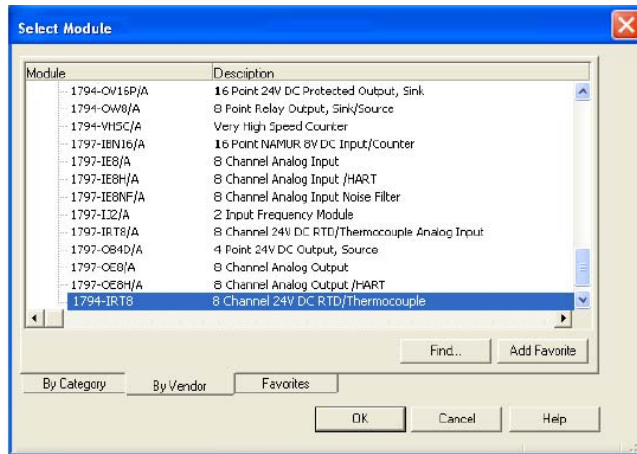 Select Module
Module Description
1794-OV16P/A 16 Point 24V DC Protected Output, Sink
1794-OW8/A 8 Point Relay Output, Sink/Source
1794-VHSC/A Very High Speed Counter
1797-IBN16/A 16 Point NAMUR 8V DC Input/Counter
1797-IE8/A 8 Channel Analog Input
1797-IE8H/A 8 Channel Analog Input /HART
1797-IE8NF/A 8 Channel Analog Input Noise Filter
1797-IJ2/A 2 Input Frequency Module
1797-IRT8/A 8 Channel 24V DC RTD/Thermocouple Analog Input
1797-OB4D/A 4 Point 24V DC Output, Source
1797-OE8/A 8 Channel Analog Output
1797-OE8H/A 8 Channel Analog Output /HART
1794-IRT8 8 Channel 24V DC RTD/Thermocouple
Find... Add Favorite
By Category By Vendor Favorites
OK Cancel Help